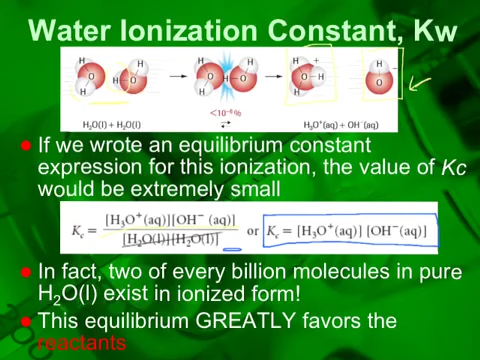 Water Ionization Constant, Kw
H H + H −
O H O H O H O O H
H H H
<10⁻⁶%
H₂O(l) + H₂O(l) ⇌ H₃O⁺(aq) + OH⁻(aq)
If we wrote an equilibrium constant
expression for this ionization, the value of Kc
would be extremely small
K_c = [H₃O⁺(aq)][OH⁻ (aq)] / [H₂O(l)][H₂O(l)] or K_c = [H₃O⁺(aq)] [OH⁻(aq)]
In fact, two of every billion molecules in pure
H₂O(l) exist in ionized form!
This equilibrium GREATLY favors the
reactants